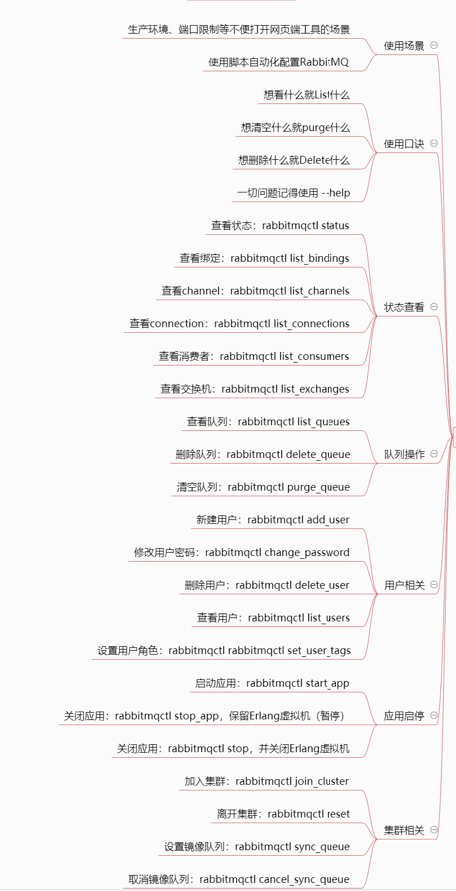 使用场景
生产环境、端口限制等不便打开网页端工具的场景
使用脚本自动化配置RabbitMQ
使用口诀
想看什么就List什么
想清空什么就purge什么
想删除什么就Delete什么
一切问题记得使用 --help
状态查看
查看状态：rabbitmqctl status
查看绑定：rabbitmqctl list_bindings
查看channel：rabbitmqctl list_channels
查看connection：rabbitmqctl list_connections
查看消费者：rabbitmqctl list_consumers
查看交换机：rabbitmqctl list_exchanges
队列操作
查看队列：rabbitmqctl list_queues
删除队列：rabbitmqctl delete_queue
清空队列：rabbitmqctl purge_queue
用户相关
新建用户：rabbitmqctl add_user
修改用户密码：rabbitmqctl change_password
删除用户：rabbitmqctl delete_user
查看用户：rabbitmqctl list_users
设置用户角色：rabbitmqctl rabbitmqctl set_user_tags
应用启停
启动应用：rabbitmqctl start_app
关闭应用：rabbitmqctl stop_app，保留Erlang虚拟机（暂停）
关闭应用：rabbitmqctl stop，并关闭Erlang虚拟机
集群相关
加入集群：rabbitmqctl join_cluster
离开集群：rabbitmqctl reset
设置镜像队列：rabbitmqctl sync_queue
取消镜像队列：rabbitmqctl cancel_sync_queue